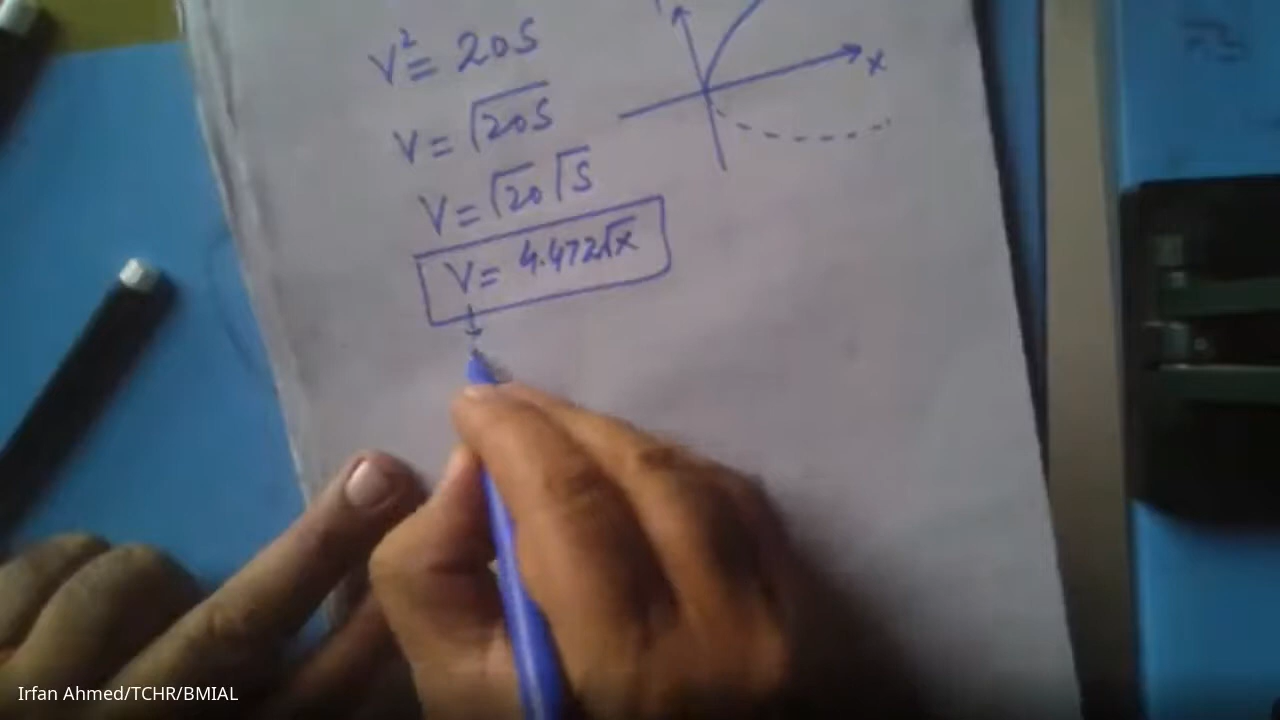 V² = 20S
V = √20S
V = √20 √S
V = 4.472√x
x
Irfan Ahmed/TCHR/BMIAL